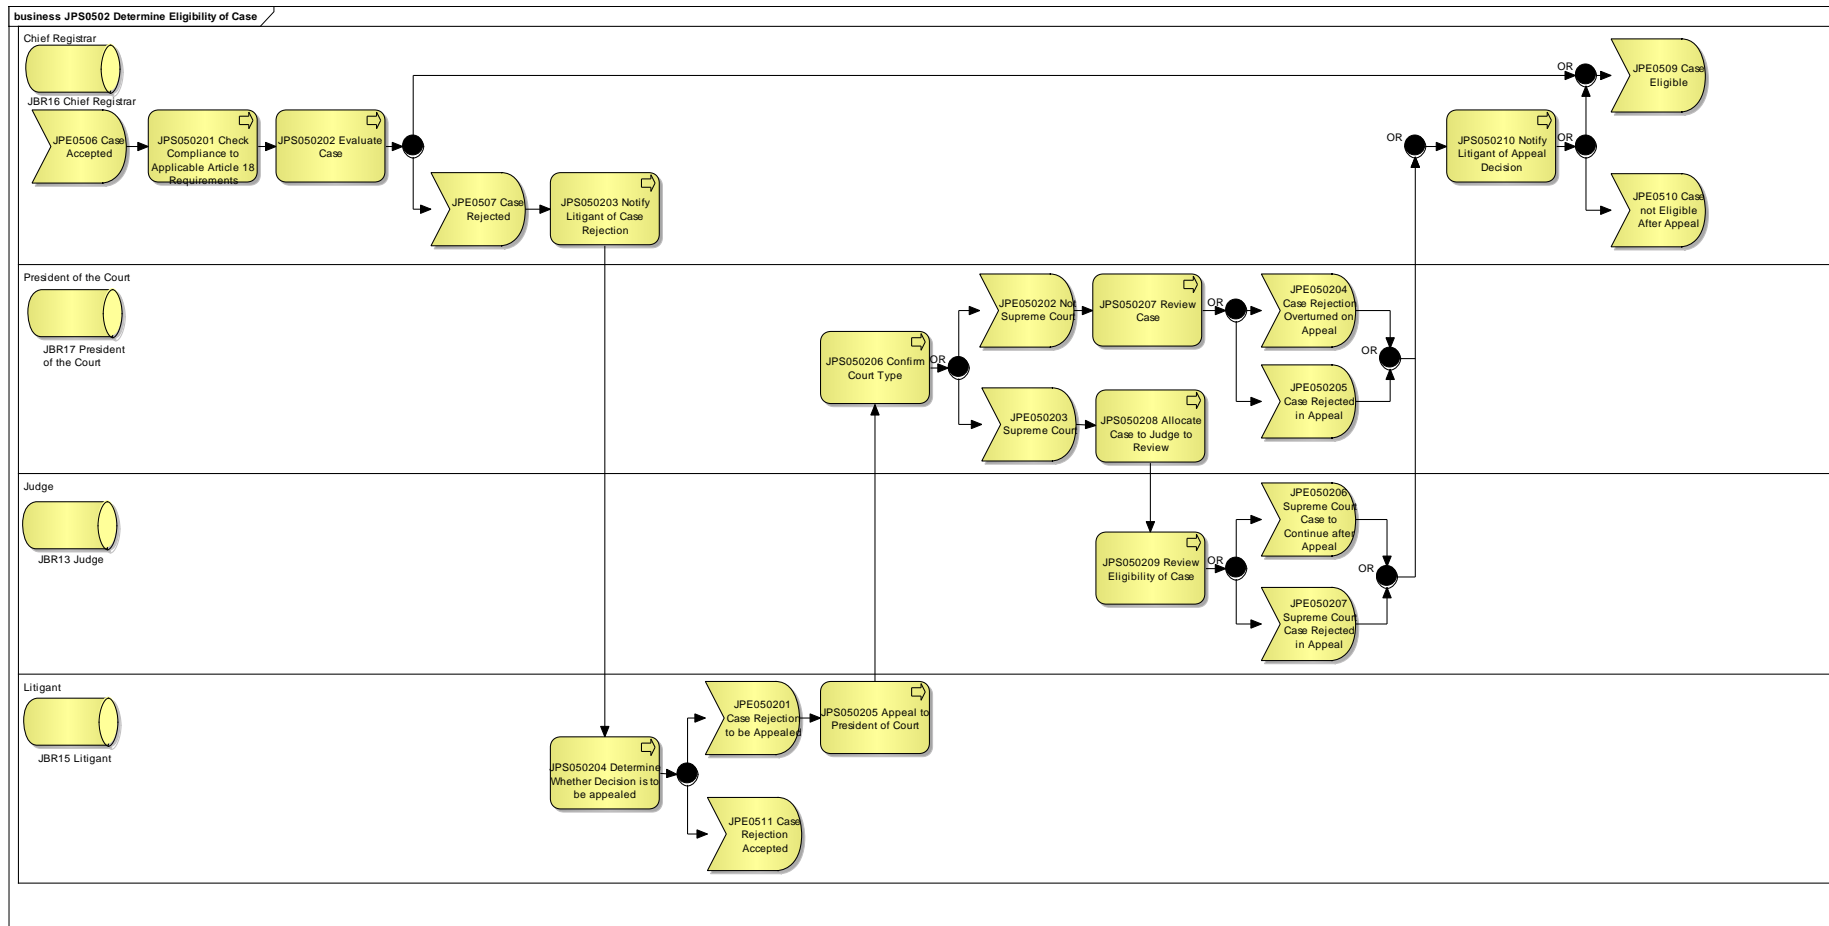 business JPS0502 Determine Eligibility of Case
Chief Registrar
JBR16 Chief Registrar
JPE0506 Case
Accepted
JPS050201 Check
Compliance to
Applicable Article 18
Requirements
JPS050202 Evaluate
Case
JPE0507 Case
Rejected
JPS050203 Notify
Litigant of Case
Rejection
OR
JPS050210 Notify
Litigant of Appeal
Decision
OR
OR
JPE0509 Case
Eligible
JPE0510 Case
not Eligible
After Appeal
President of the Court
JBR17 President
of the Court
JPS050206 Confirm
Court Type
OR
JPE050202 Not
Supreme Court
JPS050207 Review
Case
OR
JPE050204
Case Rejection
Overturned on
Appeal
OR
JPE050205
Case Rejected
in Appeal
JPE050203
Supreme Court
JPS050208 Allocate
Case to Judge to
Review
Judge
JBR13 Judge
JPS050209 Review
Eligibility of Case
OR
JPE050206
Supreme Court
Case to
Continue after
Appeal
OR
JPE050207
Supreme Court
Case Rejected
in Appeal
Litigant
JBR15 Litigant
JPS050204 Determine
Whether Decision is to
be appealed
JPE050201
Case Rejection
to be Appealed
JPS050205 Appeal to
President of Court
JPE0511 Case
Rejection
Accepted